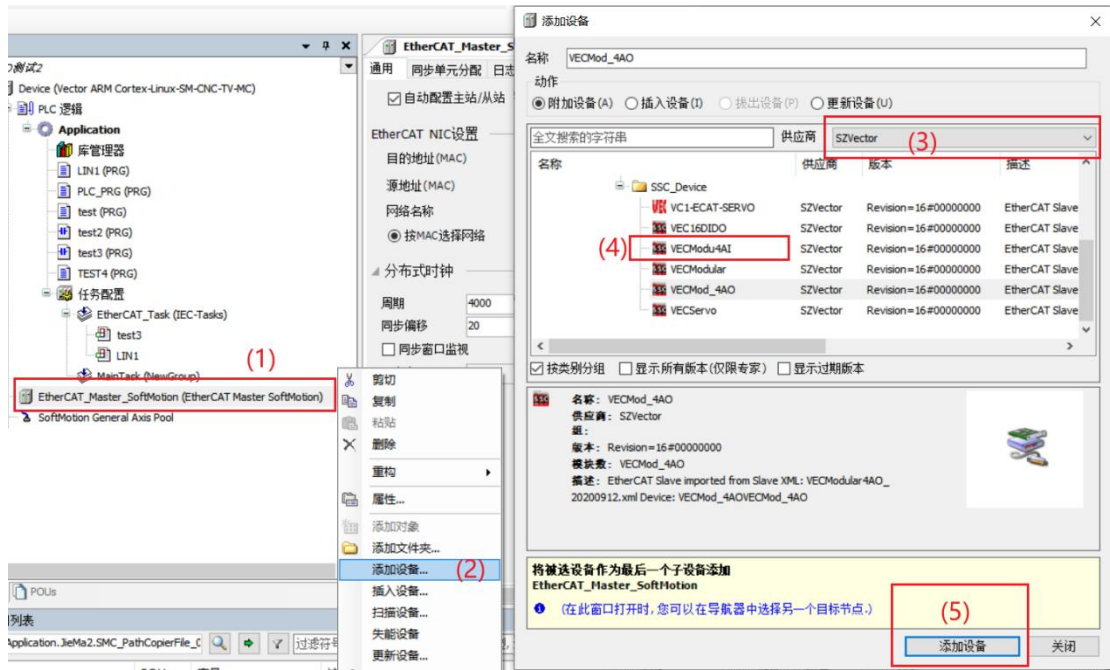 测试2
Device (Vector ARM Cortex-Linux-SM-CNC-TV-MC)
PLC 逻辑
Application
库管理器
LIN1 (PRG)
PLC_PRG (PRG)
test (PRG)
test2 (PRG)
test3 (PRG)
TEST4 (PRG)
任务配置
EtherCAT_Task (IEC-Tasks)
test3
LIN1
(1)
MainTask (NewGroup)
EtherCAT_Master_SoftMotion (EtherCAT Master SoftMotion)
SoftMotion General Axis Pool
POUs
列表
Application.JieMa2.SMC_PathCopierFile_0
过滤符号
EtherCAT_Master_S
通用 同步单元分配 日志
自动配置主站/从站
EtherCAT NIC设置
目的地址(MAC)
源地址(MAC)
网络名称
按MAC选择网络
分布式时钟
周期 4000
同步偏移 20
同步窗口监视
剪切
复制
粘贴
删除
重构
属性...
添加对象
添加文件夹...
添加设备... (2)
插入设备...
扫描设备...
失能设备
更新设备...
添加设备
名称 VECMod_4AO
动作
附加设备(A) 插入设备(I) 拔出设备(P) 更新设备(U)
全文搜索的字符串 供应商 SZVector (3)
名称 供应商 版本 描述
SSC_Device
VC1-ECAT-SERVO SZVector Revision=16#00000000 EtherCAT Slave
VEC16DIDO SZVector Revision=16#00000000 EtherCAT Slave
(4) VECModu4AI SZVector Revision=16#00000000 EtherCAT Slave
VECModular SZVector Revision=16#00000000 EtherCAT Slave
VECMod_4AO SZVector Revision=16#00000000 EtherCAT Slave
VECServo SZVector Revision=16#00000000 EtherCAT Slave
按类别分组 显示所有版本(仅限专家) 显示过期版本
名称: VECMod_4AO
供应商: SZVector
组:
版本: Revision=16#00000000
模块数: VECMod_4AO
描述: EtherCAT Slave imported from Slave XML: VECModular4AO_
20200912.xml Device: VECMod_4AOVECMod_4AO
将被选设备作为最后一个子设备添加
EtherCAT_Master_SoftMotion
(在此窗口打开时,您可以在导航器中选择另一个目标节点.)
(5)
添加设备 关闭